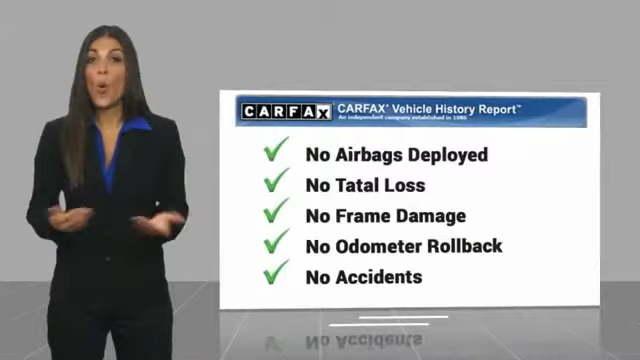 CARFAX CARFAX® Vehicle History Report™
An independent company established in 1986
No Airbags Deployed
No Tatal Loss
No Frame Damage
No Odometer Rollback
No Accidents